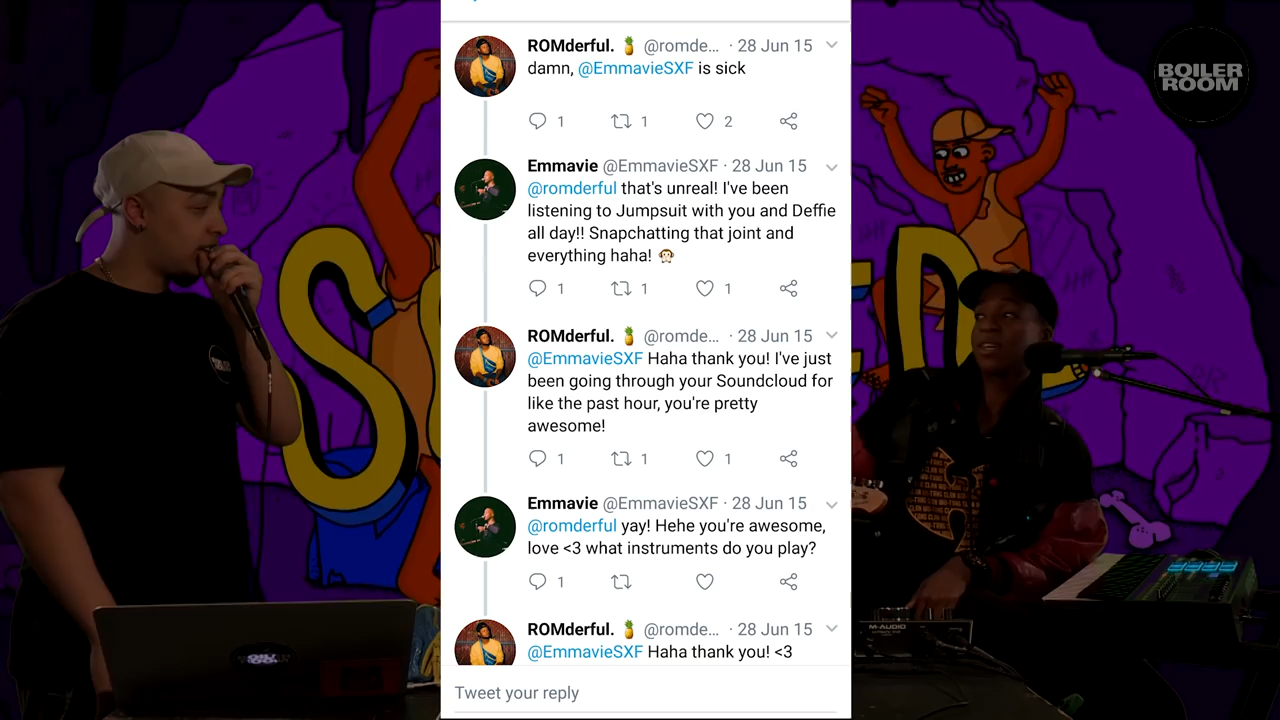 BOILER
ROOM
ROMderful. 🍍 @romde... · 28 Jun 15
damn, @EmmavieSXF is sick
1 1 2
Emmavie @EmmavieSXF · 28 Jun 15
@romderful that's unreal! I've been
listening to Jumpsuit with you and Deffie
all day!! Snapchatting that joint and
everything haha! 🙊
1 1 1
ROMderful. 🍍 @romde... · 28 Jun 15
@EmmavieSXF Haha thank you! I've just
been going through your Soundcloud for
like the past hour, you're pretty
awesome!
1 1 1
Emmavie @EmmavieSXF · 28 Jun 15
@romderful yay! Hehe you're awesome,
love <3 what instruments do you play?
1
ROMderful. 🍍 @romde... · 28 Jun 15
@EmmavieSXF Haha thank you! <3
Tweet your reply
S
ED
M-AUDIO
BOILER
ROOM